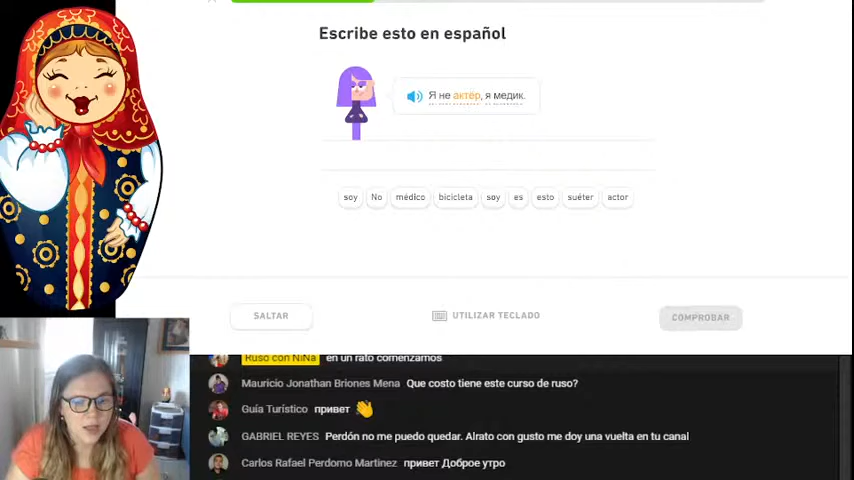 Escribe esto en español
Я не актёр, я медик.
soy No médico bicicleta soy es esto suéter actor
SALTAR UTILIZAR TECLADO COMPROBAR
Ruso con NiNa en un rato comenzamos
Mauricio Jonathan Briones Mena Que costo tiene este curso de ruso?
Guía Turístico привет 👋
GABRIEL REYES Perdón no me puedo quedar. Alrato con gusto me doy una vuelta en tu canal
Carlos Rafael Perdomo Martinez привет Доброе утро